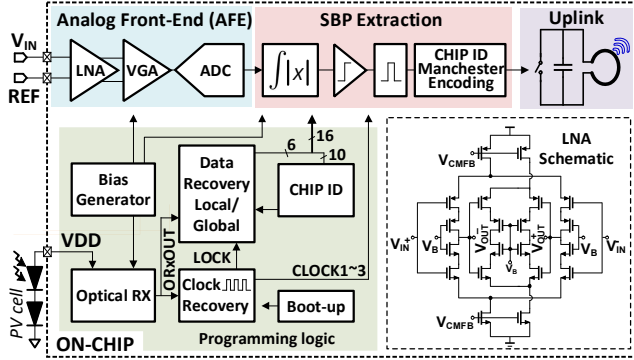 Analog Front-End (AFE)
SBP Extraction
Uplink
V_IN
REF
LNA
VGA
ADC
∫|x|
CHIP ID
Manchester
Encoding
Bias
Generator
Data
Recovery
Local/
Global
6
16
10
CHIP ID
ORxOUT
LOCK
CLOCK1~3
VDD
PV cell
Optical RX
Clock
Recovery
Boot-up
ON-CHIP
Programming logic
LNA
Schematic
V_CMFB
V_IN^+
V_B
V_OUT^-
V_B
V_OUT^+
V_B
V_IN^-
V_CMFB